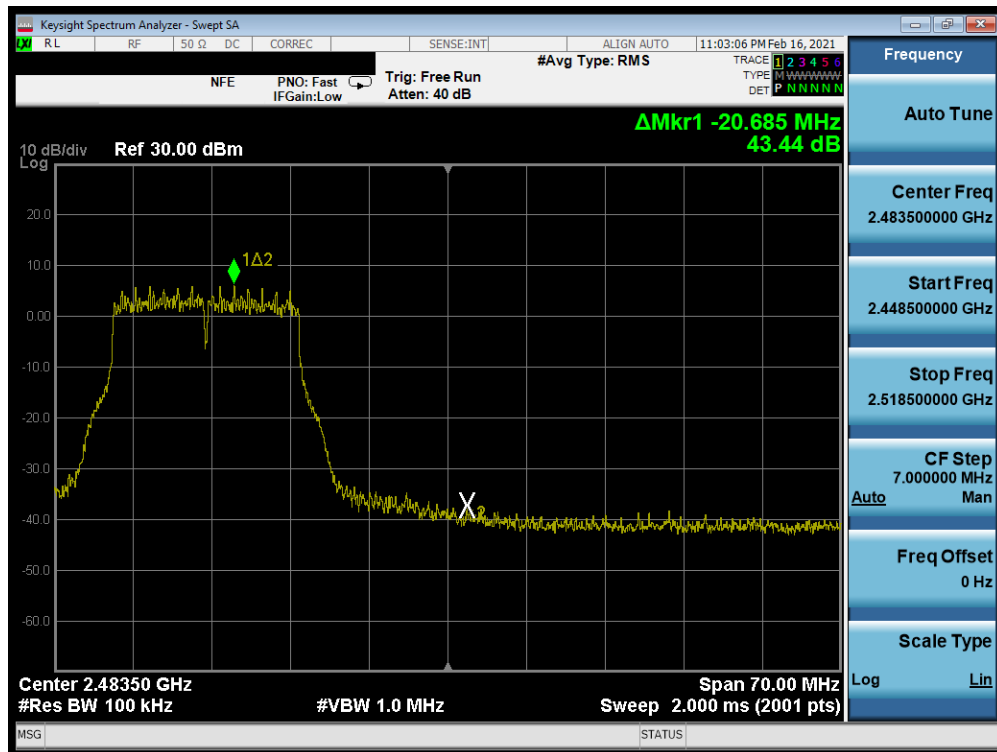 Keysight Spectrum Analyzer - Swept SA
LXI RL RF 50 Ω DC CORREC SENSE:INT ALIGN AUTO 11:03:06 PM Feb 16, 2021
#Avg Type: RMS
TRACE 1 2 3 4 5 6
TYPE M WWWWW
DET P N N N N N
NFE
PNO: Fast
IFGain:Low
Trig: Free Run
Atten: 40 dB
ΔMkr1 -20.685 MHz
43.44 dB
10 dB/div Ref 30.00 dBm
Log
20.0
10.0
0.00
-10.0
-20.0
-30.0
-40.0
-50.0
-60.0
1Δ2
X2
Center 2.48350 GHz
Span 70.00 MHz
#Res BW 100 kHz
#VBW 1.0 MHz
Sweep 2.000 ms (2001 pts)
MSG
STATUS
Frequency
Auto Tune
Center Freq
2.483500000 GHz
Start Freq
2.448500000 GHz
Stop Freq
2.518500000 GHz
CF Step
7.000000 MHz
Auto Man
Freq Offset
0 Hz
Scale Type
Log Lin